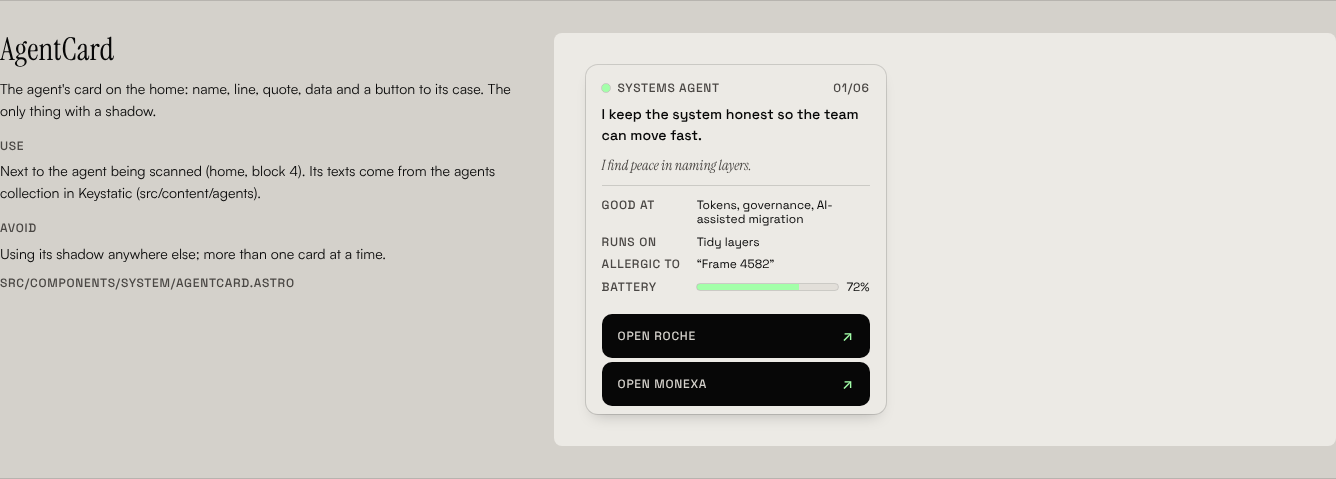 AgentCard
The agent's card on the home: name, line, quote, data and a button to its case. The
only thing with a shadow.
USE
Next to the agent being scanned (home, block 4). Its texts come from the agents
collection in Keystatic (src/content/agents).
AVOID
Using its shadow anywhere else; more than one card at a time.
SRC/COMPONENTS/SYSTEM/AGENTCARD.ASTRO
SYSTEMS AGENT 01/06
I keep the system honest so the team
can move fast.
I find peace in naming layers.
GOOD AT Tokens, governance, AI-
assisted migration
RUNS ON Tidy layers
ALLERGIC TO “Frame 4582”
BATTERY 72%
OPEN ROCHE
OPEN MONEXA